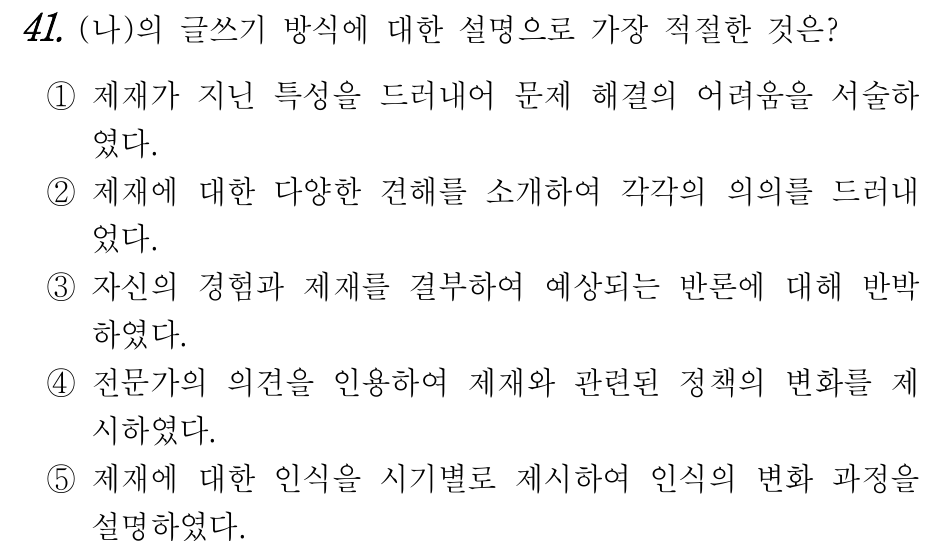 41. (나)의 글쓰기 방식에 대한 설명으로 가장 적절한 것은?
① 제재가 지닌 특성을 드러내어 문제 해결의 어려움을 서술하
였다.
② 제재에 대한 다양한 견해를 소개하여 각각의 의의를 드러내
었다.
③ 자신의 경험과 제재를 결부하여 예상되는 반론에 대해 반박
하였다.
④ 전문가의 의견을 인용하여 제재와 관련된 정책의 변화를 제
시하였다.
⑤ 제재에 대한 인식을 시기별로 제시하여 인식의 변화 과정을
설명하였다.